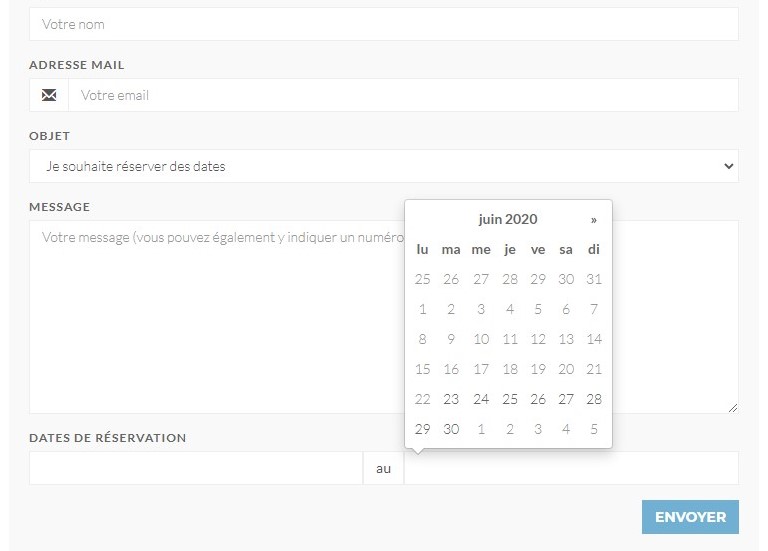 Votre nom
ADRESSE MAIL
Votre email
OBJET
Je souhaite réserver des dates
MESSAGE
Votre message (vous pouvez également y indiquer un numéro
juin 2020 »
lu ma me je ve sa di
25 26 27 28 29 30 31
1 2 3 4 5 6 7
8 9 10 11 12 13 14
15 16 17 18 19 20 21
22 23 24 25 26 27 28
29 30 1 2 3 4 5
DATES DE RÉSERVATION
au
ENVOYER